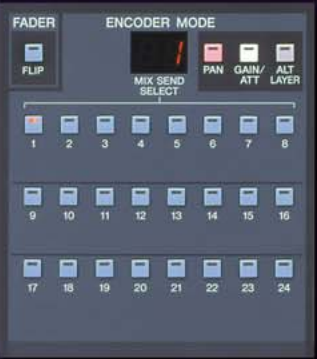 FADER
ENCODER MODE
1
FLIP
MIX SEND
SELECT
PAN
GAIN/
ATT
ALT
LAYER
1 2 3 4 5 6 7 8
9 10 11 12 13 14 15 16
17 18 19 20 21 22 23 24